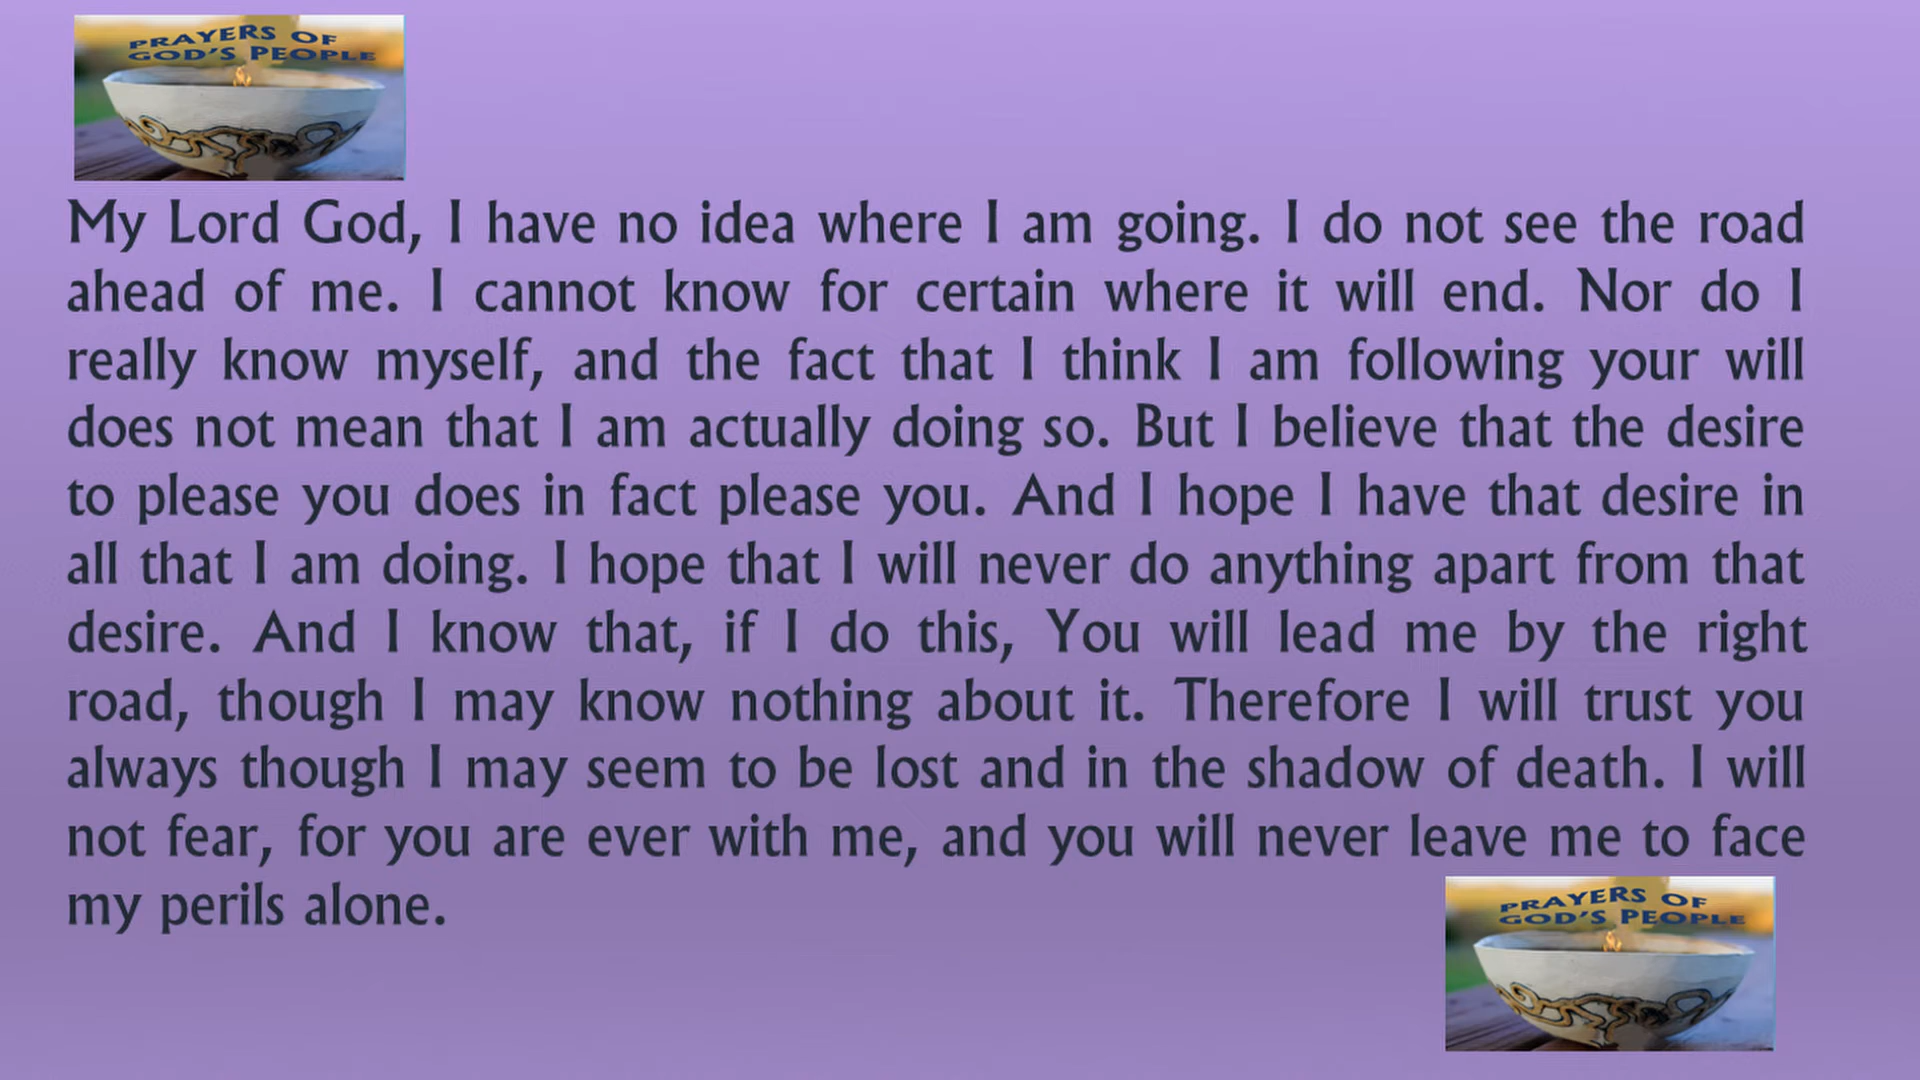 PRAYERS OF
GOD'S PEOPLE
My Lord God, I have no idea where I am going. I do not see the road
ahead of me. I cannot know for certain where it will end. Nor do I
really know myself, and the fact that I think I am following your will
does not mean that I am actually doing so. But I believe that the desire
to please you does in fact please you. And I hope I have that desire in
all that I am doing. I hope that I will never do anything apart from that
desire. And I know that, if I do this, You will lead me by the right
road, though I may know nothing about it. Therefore I will trust you
always though I may seem to be lost and in the shadow of death. I will
not fear, for you are ever with me, and you will never leave me to face
my perils alone.
PRAYERS OF
GOD'S PEOPLE